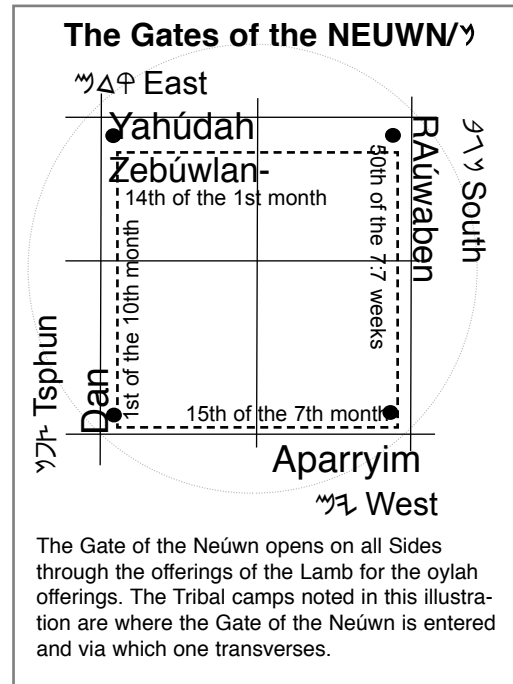 The Gates of the NEUWN/𐤍
𐤒𐤃𐤌 East
Yahúdah
Zebúwlan-
14th of the 1st month
RAúwaben
𐤍𐤂𐤁 South
50th of the 7:7 weeks
1st of the 10th month
Dan
𐤑𐤐𐤍 Tsphun
15th of the 7th month
Aparryim
𐤉𐤌 West
The Gate of the Neúwn opens on all Sides
through the offerings of the Lamb for the oylah
offerings. The Tribal camps noted in this illustra-
tion are where the Gate of the Neúwn is entered
and via which one transverses.